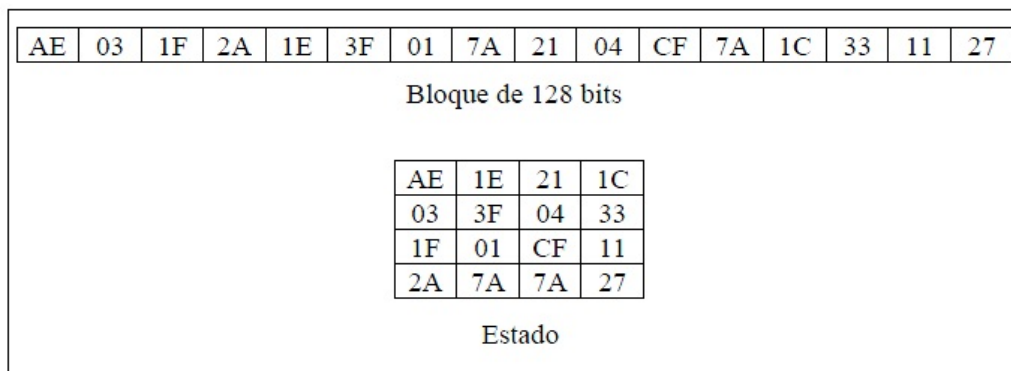 AE 03 1F 2A 1E 3F 01 7A 21 04 CF 7A 1C 33 11 27
Bloque de 128 bits
AE 1E 21 1C
03 3F 04 33
1F 01 CF 11
2A 7A 7A 27
Estado